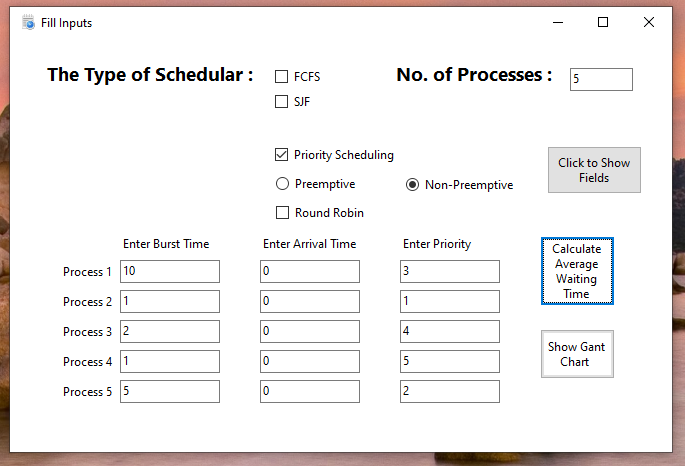 Fill Inputs
The Type of Schedular :
FCFS
No. of Processes :
5
SJF
Priority Scheduling
Click to Show
Fields
Preemptive
Non-Preemptive
Round Robin
Enter Burst Time
Enter Arrival Time
Enter Priority
Calculate
Average
Waiting
Time
Process 1
10
0
3
Process 2
1
0
1
Process 3
2
0
4
Show Gant
Chart
Process 4
1
0
5
Process 5
5
0
2